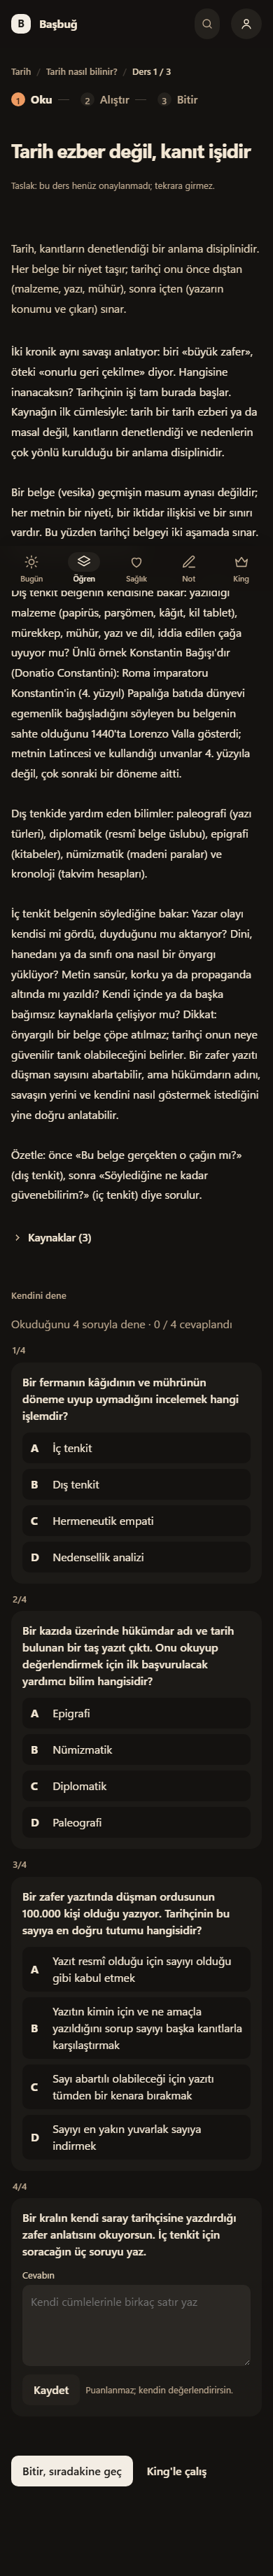 B Başbuğ
Tarih / Tarih nasıl bilinir? / Ders 1 / 3
1 Oku — 2 Alıştır — 3 Bitir
Tarih ezber değil, kanıt işidir
Taslak: bu ders henüz onaylanmadı; tekrara girmez.
Tarih, kanıtların denetlendiği bir anlama disiplinidir.
Her belge bir niyet taşır; tarihçi onu önce dıştan
(malzeme, yazı, mühür), sonra içten (yazarın
konumu ve çıkarı) sınar.
İki kronik aynı savaşı anlatıyor: biri «büyük zafer»,
öteki «onurlu geri çekilme» diyor. Hangisine
inanacaksın? Tarihçinin işi tam burada başlar.
Kaynağın ilk cümlesiyle: tarih bir tarih ezberi ya da
masal değil, kanıtların denetlendiği ve nedenlerin
çok yönlü kurulduğu bir anlama disiplinidir.
Bir belge (vesika) geçmişin masum aynası değildir;
her metnin bir niyeti, bir iktidar ilişkisi ve bir sınırı
vardır. Bu yüzden tarihçi belgeyi iki aşamada sınar.
Bugün
Öğren
Sağlık
Not
King
Dış tenkit belgenin kendisine bakar: yazıldığı
malzeme (papirüs, parşömen, kâğıt, kil tablet),
mürekkep, mühür, yazı ve dil, iddia edilen çağa
uyuyor mu? Ünlü örnek Konstantin Bağışı'dır
(Donatio Constantini): Roma imparatoru
Konstantin'in (4. yüzyıl) Papalığa batıda dünyevi
egemenlik bağışladığını söyleyen bu belgenin
sahte olduğunu 1440'ta Lorenzo Valla gösterdi;
metnin Latincesi ve kullandığı unvanlar 4. yüzyıla
değil, çok sonraki bir döneme aitti.
Dış tenkide yardım eden bilimler: paleografi (yazı
türleri), diplomatik (resmî belge üslubu), epigrafi
(kitabeler), nümizmatik (madeni paralar) ve
kronoloji (takvim hesapları).
İç tenkit belgenin söylediğine bakar: Yazar olayı
kendisi mi gördü, duyduğunu mu aktarıyor? Dini,
hanedanı ya da sınıfı ona nasıl bir önyargı
yüklüyor? Metin sansür, korku ya da propaganda
altında mı yazıldı? Kendi içinde ya da başka
bağımsız kaynaklarla çelişiyor mu? Dikkat:
önyargılı bir belge çöpe atılmaz; tarihçi onun neye
güvenilir tanık olabileceğini belirler. Bir zafer yazıtı
düşman sayısını abartabilir, ama hükümdarın adını,
savaşın yerini ve kendini nasıl göstermek istediğini
yine doğru anlatabilir.
Özetle: önce «Bu belge gerçekten o çağın mı?»
(dış tenkit), sonra «Söylediğine ne kadar
güvenebilirim?» (iç tenkit) diye sorulur.
Kaynaklar (3)
Kendini dene
Okuduğunu 4 soruyla dene · 0 / 4 cevaplandı
1/4
Bir fermanın kâğıdının ve mührünün
döneme uyup uymadığını incelemek hangi
işlemdir?
A İç tenkit
B Dış tenkit
C Hermeneutik empati
D Nedensellik analizi
2/4
Bir kazıda üzerinde hükümdar adı ve tarih
bulunan bir taş yazıt çıktı. Onu okuyup
değerlendirmek için ilk başvurulacak
yardımcı bilim hangisidir?
A Epigrafi
B Nümizmatik
C Diplomatik
D Paleografi
3/4
Bir zafer yazıtında düşman ordusunun
100.000 kişi olduğu yazıyor. Tarihçinin bu
sayıya en doğru tutumu hangisidir?
A Yazıt resmî olduğu için sayıyı olduğu
gibi kabul etmek
B Yazıtın kimin için ve ne amaçla
yazıldığını sorup sayıyı başka kanıtlarla
karşılaştırmak
C Sayı abartılı olabileceği için yazıtı
tümden bir kenara bırakmak
D Sayıyı en yakın yuvarlak sayıya
indirmek
4/4
Bir kralın kendi saray tarihçisine yazdırdığı
zafer anlatısını okuyorsun. İç tenkit için
soracağın üç soruyu yaz.
Cevabın
Kendi cümlelerinle birkaç satır yaz
Kaydet Puanlanmaz; kendin değerlendirirsin.
Bitir, sıradakine geç King'le çalış